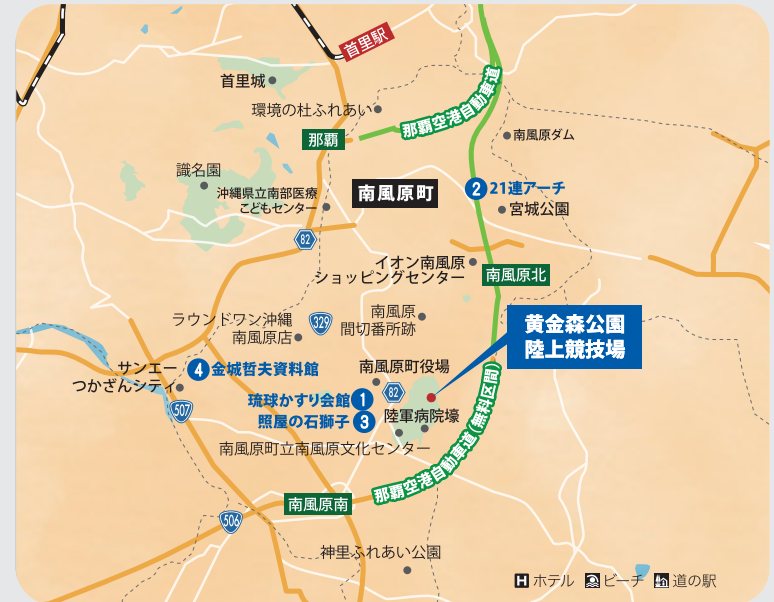 首里駅
首里城
環境の杜ふれあい
那覇空港自動車道
那覇
南風原ダム
識名園
沖縄県立南部医療
こどもセンター
南風原町
2 21連アーチ
宮城公園
82
イオン南風原
ショッピングセンター
南風原北
ラウンドワン沖縄
南風原店
329
南風原
間切番所跡
黄金森公園
陸上競技場
サンエー
つかざんシティ
4 金城哲夫資料館
南風原町役場
507
琉球かすり会館 1
82
照屋の石獅子 3
陸軍病院壕
南風原町立南風原文化センター
那覇空港自動車道(無料区間)
南風原南
506
神里ふれあい公園
H ホテル
ビーチ
道の駅